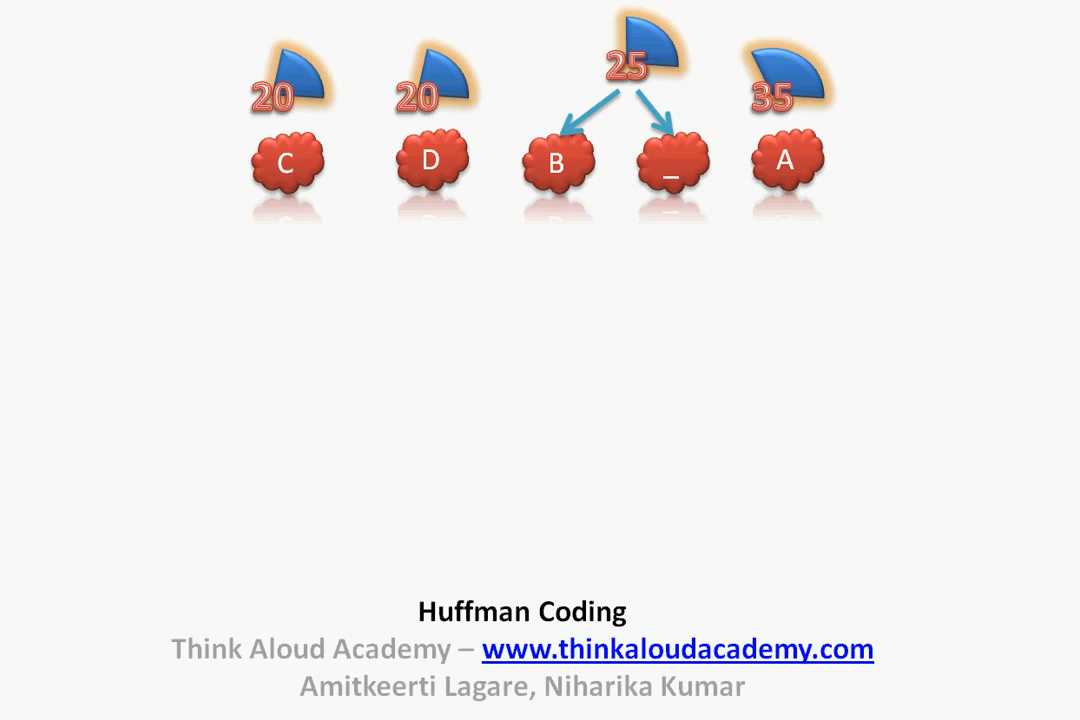 20 20 25 35
C D B _ A
Huffman Coding
Think Aloud Academy – www.thinkaloudacademy.com
Amitkeerti Lagare, Niharika Kumar